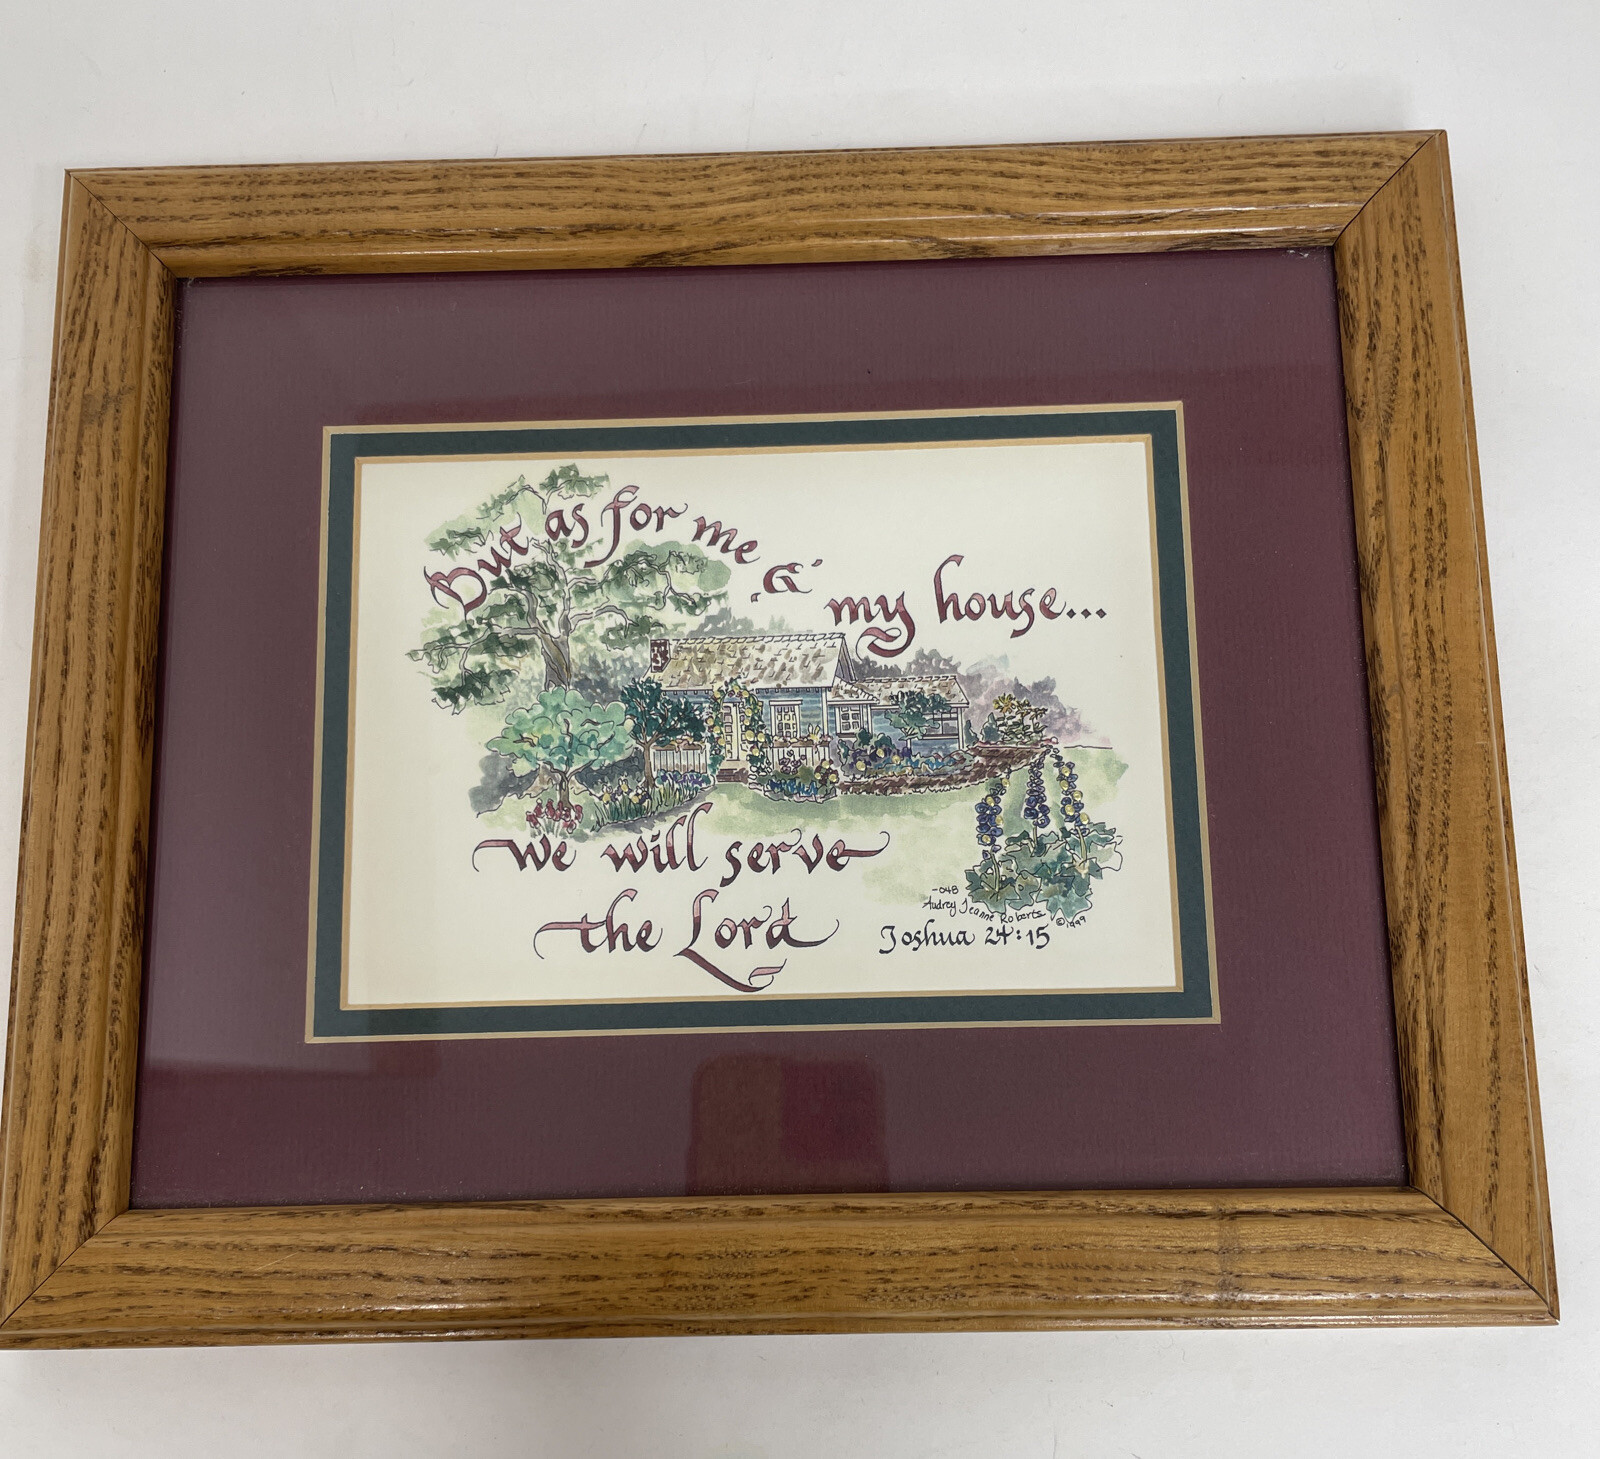 But as for me & my house...
We will serve
the Lord
-048
Audrey Jeanne Roberts ©1999
Joshua 24:15